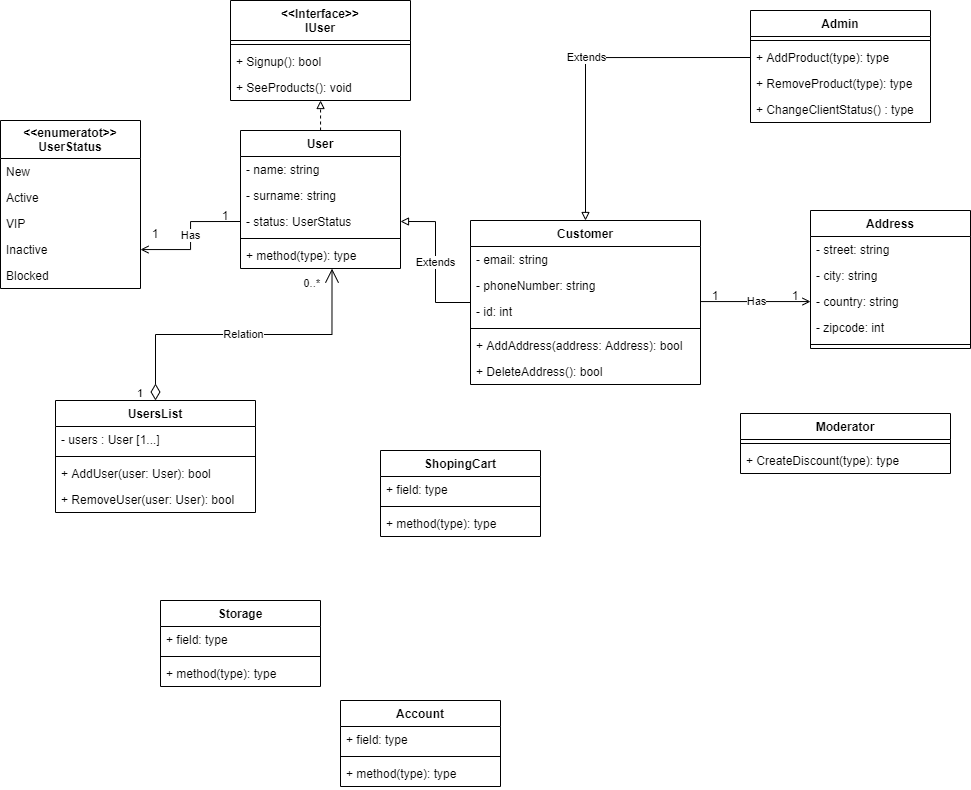 <<Interface>>
IUser
+ Signup(): bool
+ SeeProducts(): void
Admin
+ AddProduct(type): type
+ RemoveProduct(type): type
+ ChangeClientStatus() : type
Extends
<<enumeratot>>
UserStatus
New
Active
VIP
Inactive
Blocked
1
Has
1
User
- name: string
- surname: string
- status: UserStatus
+ method(type): type
Extends
Customer
- email: string
- phoneNumber: string
- id: int
+ AddAddress(address: Address): bool
+ DeleteAddress(): bool
1
Has
1
Address
- street: string
- city: string
- country: string
- zipcode: int
0..*
Relation
1
UsersList
- users : User [1...]
+ AddUser(user: User): bool
+ RemoveUser(user: User): bool
Moderator
+ CreateDiscount(type): type
ShopingCart
+ field: type
+ method(type): type
Storage
+ field: type
+ method(type): type
Account
+ field: type
+ method(type): type